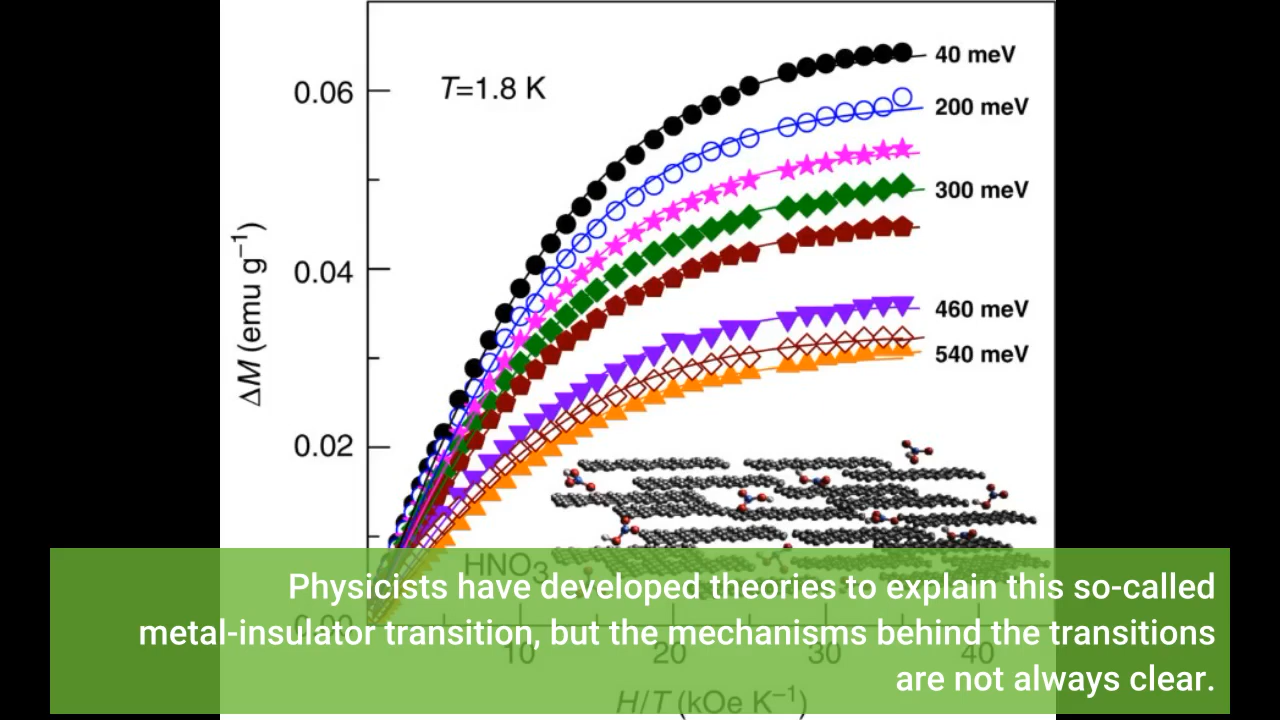 40 meV
T=1.8 K
0.06
200 meV
300 meV
0.04
ΔM (emu g⁻¹)
460 meV
540 meV
0.02
HNO₃
Physicists have developed theories to explain this so-called
metal-insulator transition, but the mechanisms behind the transitions
are not always clear.
0.00
10 20 30 40
H/T (kOe K⁻¹)